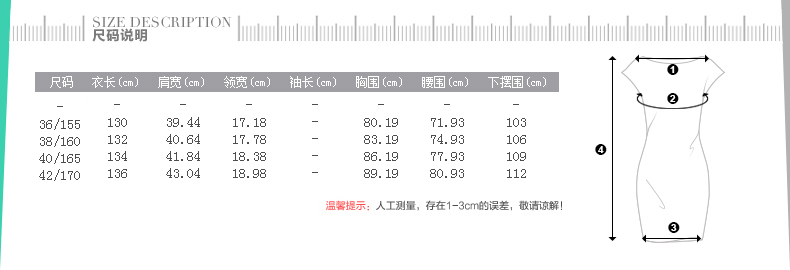 SIZE DESCRIPTION
尺码说明
尺码 衣长(cm) 肩宽(cm) 领宽(cm) 袖长(cm) 胸围(cm) 腰围(cm) 下摆围(cm)
- - - - - - - -
36/155 130 39.44 17.18 - 80.19 71.93 103
38/160 132 40.64 17.78 - 83.19 74.93 106
40/165 134 41.84 18.38 - 86.19 77.93 109
42/170 136 43.04 18.98 - 89.19 80.93 112
温馨提示：人工测量，存在1-3cm的误差，敬请谅解！
1
2
4
3